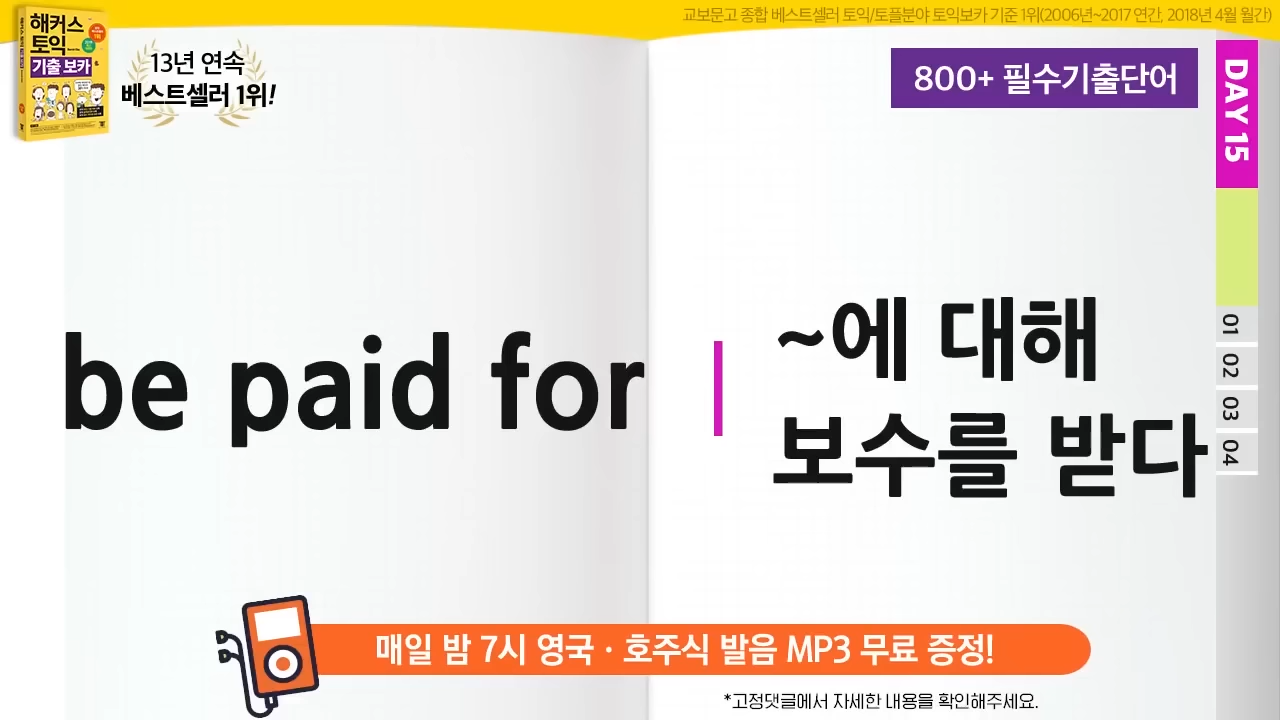 교보문고 종합 베스트셀러 토익/토플분야 토익보카 기준 1위(2006년~2017 연간, 2018년 4월 월간)
해커스
토익
기출 보카
13년 연속
베스트셀러 1위!
800+ 필수기출단어
DAY 15
01
02
03
04
be paid for
~에 대해
보수를 받다
매일 밤 7시 영국 · 호주식 발음 MP3 무료 증정!
*고정댓글에서 자세한 내용을 확인해주세요.